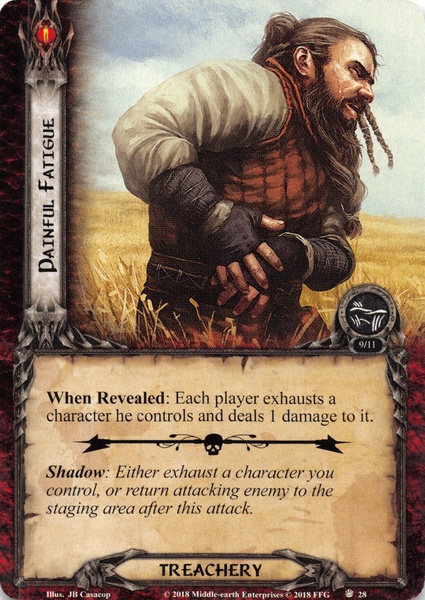 PAINFUL FATIGUE
9/11
When Revealed: Each player exhausts a
character he controls and deals 1 damage to it.
Shadow: Either exhaust a character you
control, or return attacking enemy to the
staging area after this attack.
TREACHERY
Illus. JB Casacop © 2018 Middle-earth Enterprises © 2018 FFG 28